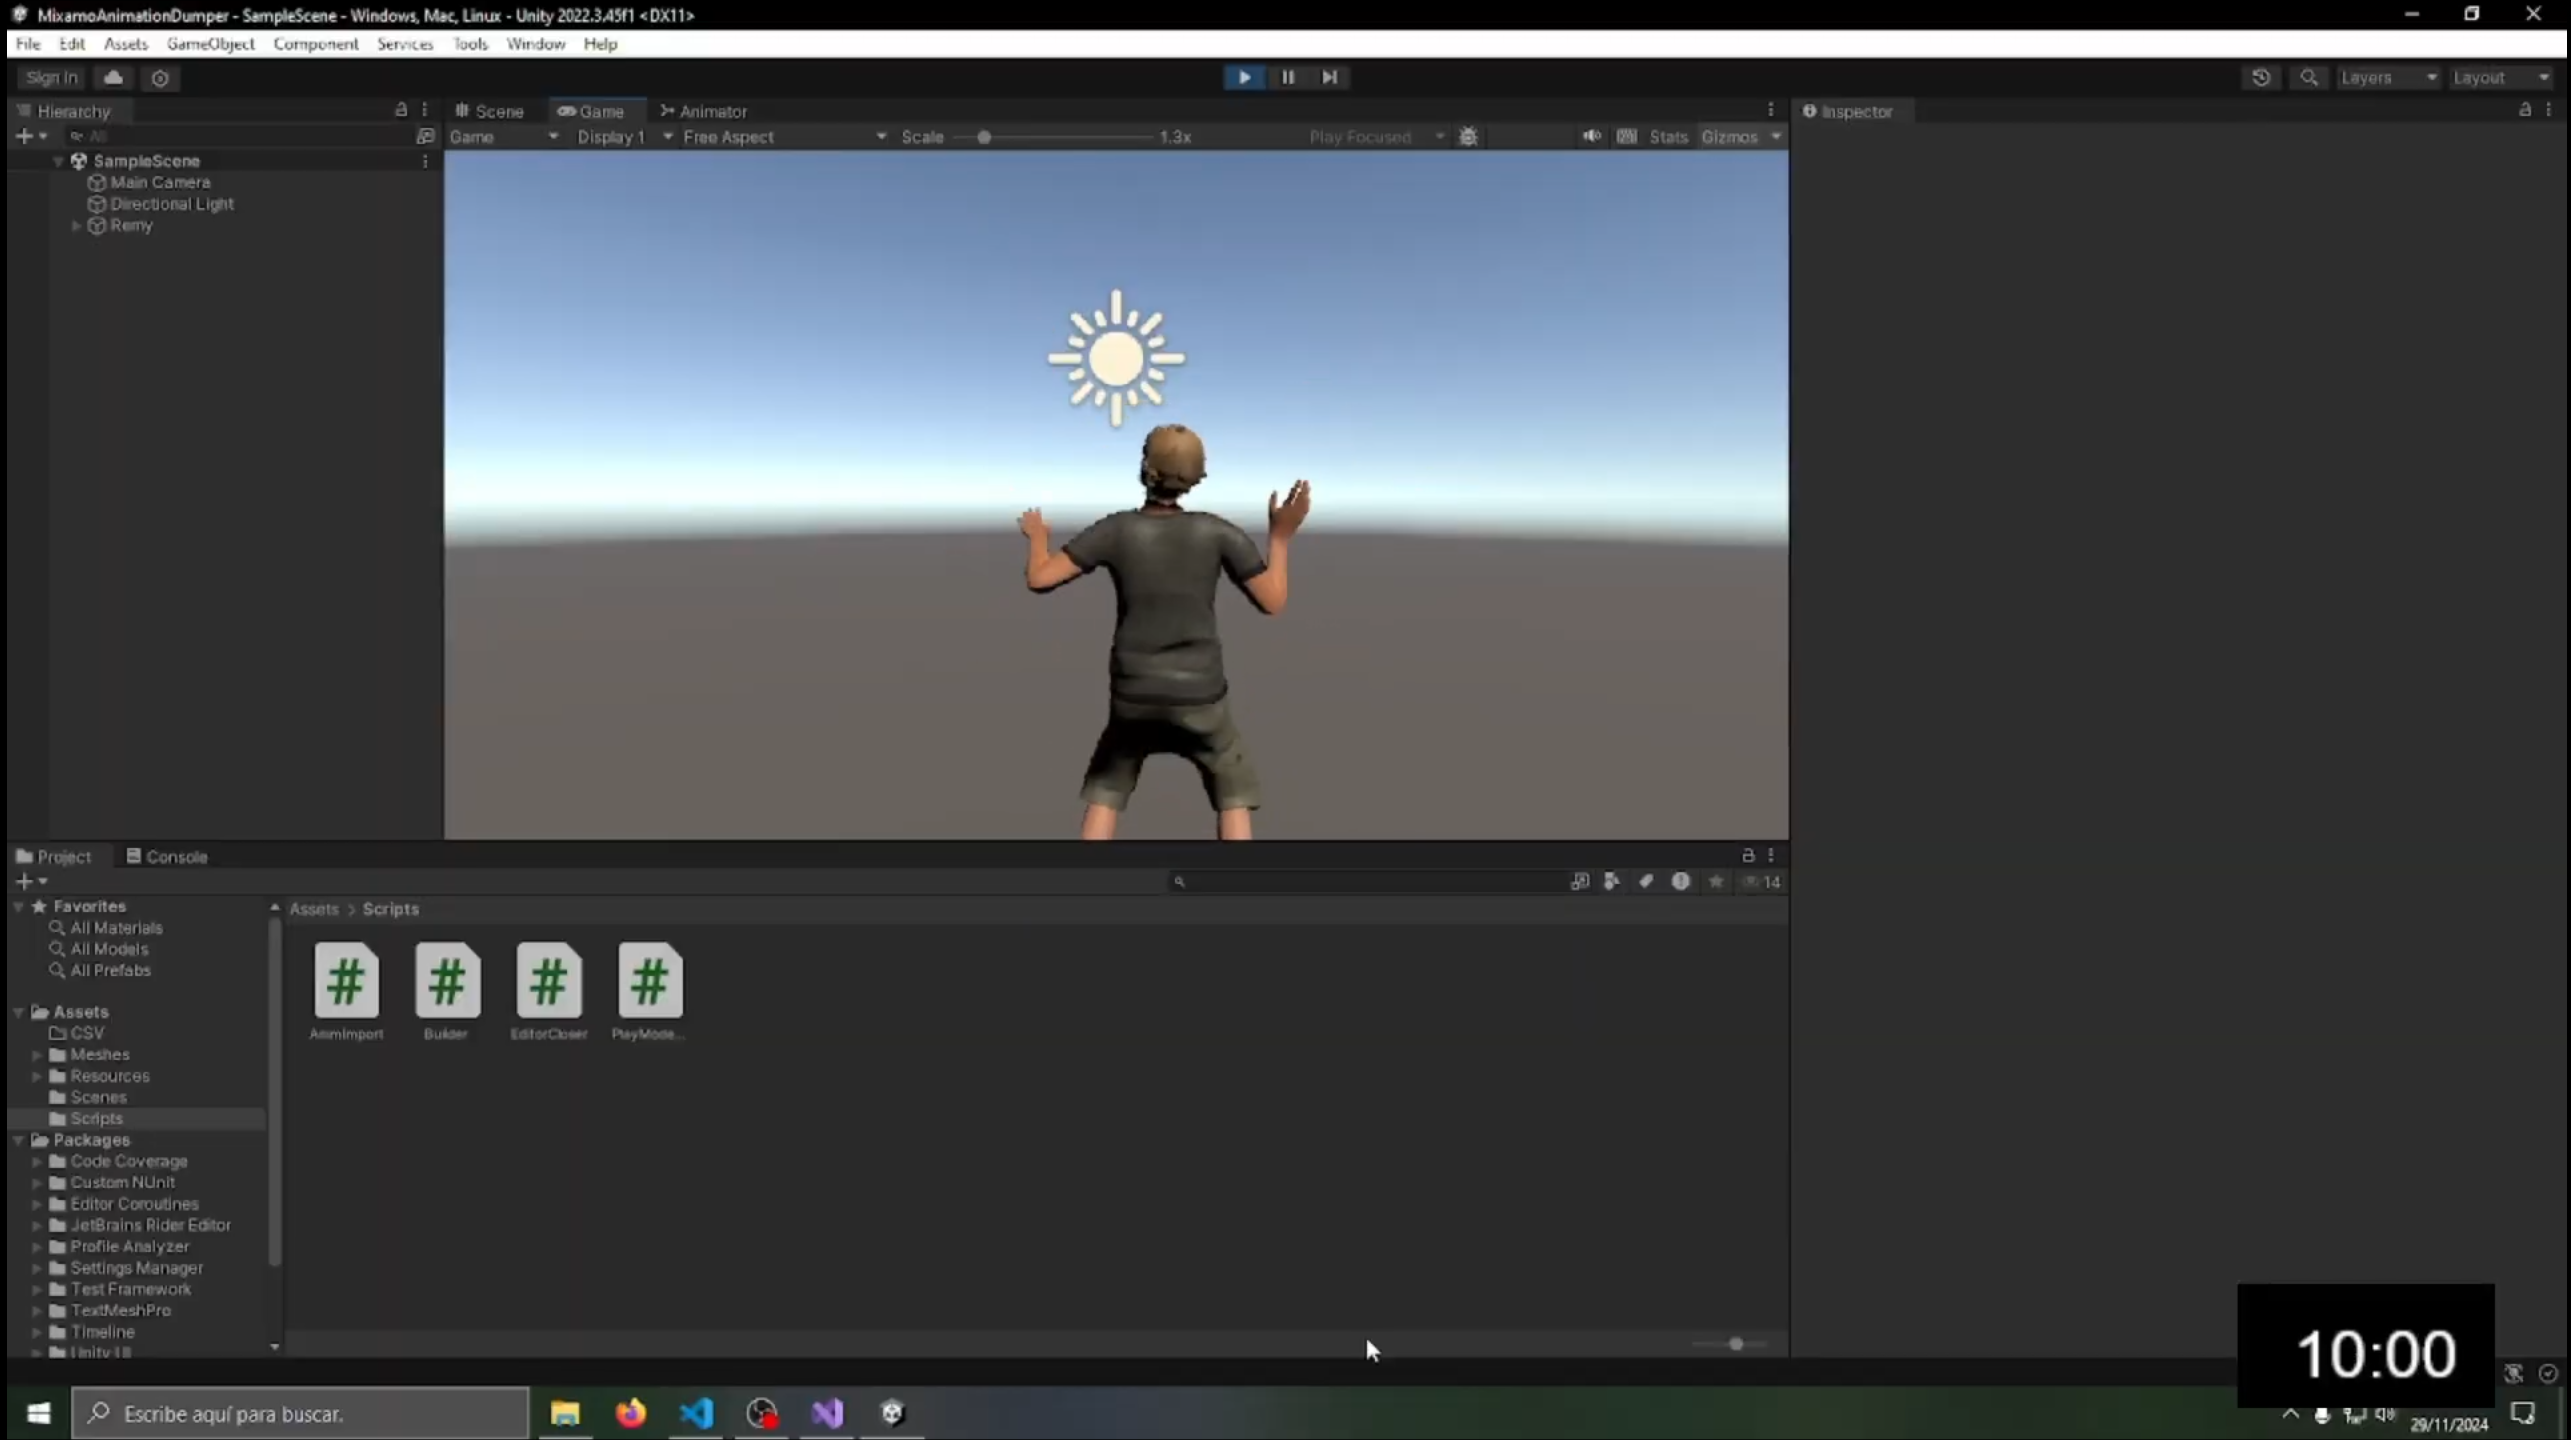 MixamoAnimationDumper - SampleScene - Windows, Mac, Linux - Unity 2022.3.45f1 <DX11>
File Edit Assets GameObject Component Services Tools Window Help
Sign In
Layers Layout
Hierarchy
Scene Game Animator
Inspector
All
Game Display 1 Free Aspect Scale 1.3x Play Focused Stats Gizmos
SampleScene
Main Camera
Directional Light
Remy
Project Console
14
Favorites
All Materials
All Models
All Prefabs
Assets > Scripts
AnimImport Builder EditorCloser PlayMode...
Assets
CSV
Meshes
Resources
Scenes
Scripts
Packages
Code Coverage
Custom NUnit
Editor Coroutines
JetBrains Rider Editor
Profile Analyzer
Settings Manager
Test Framework
TextMeshPro
Timeline
Unity UI
10:00
Escribe aquí para buscar.
29/11/2024